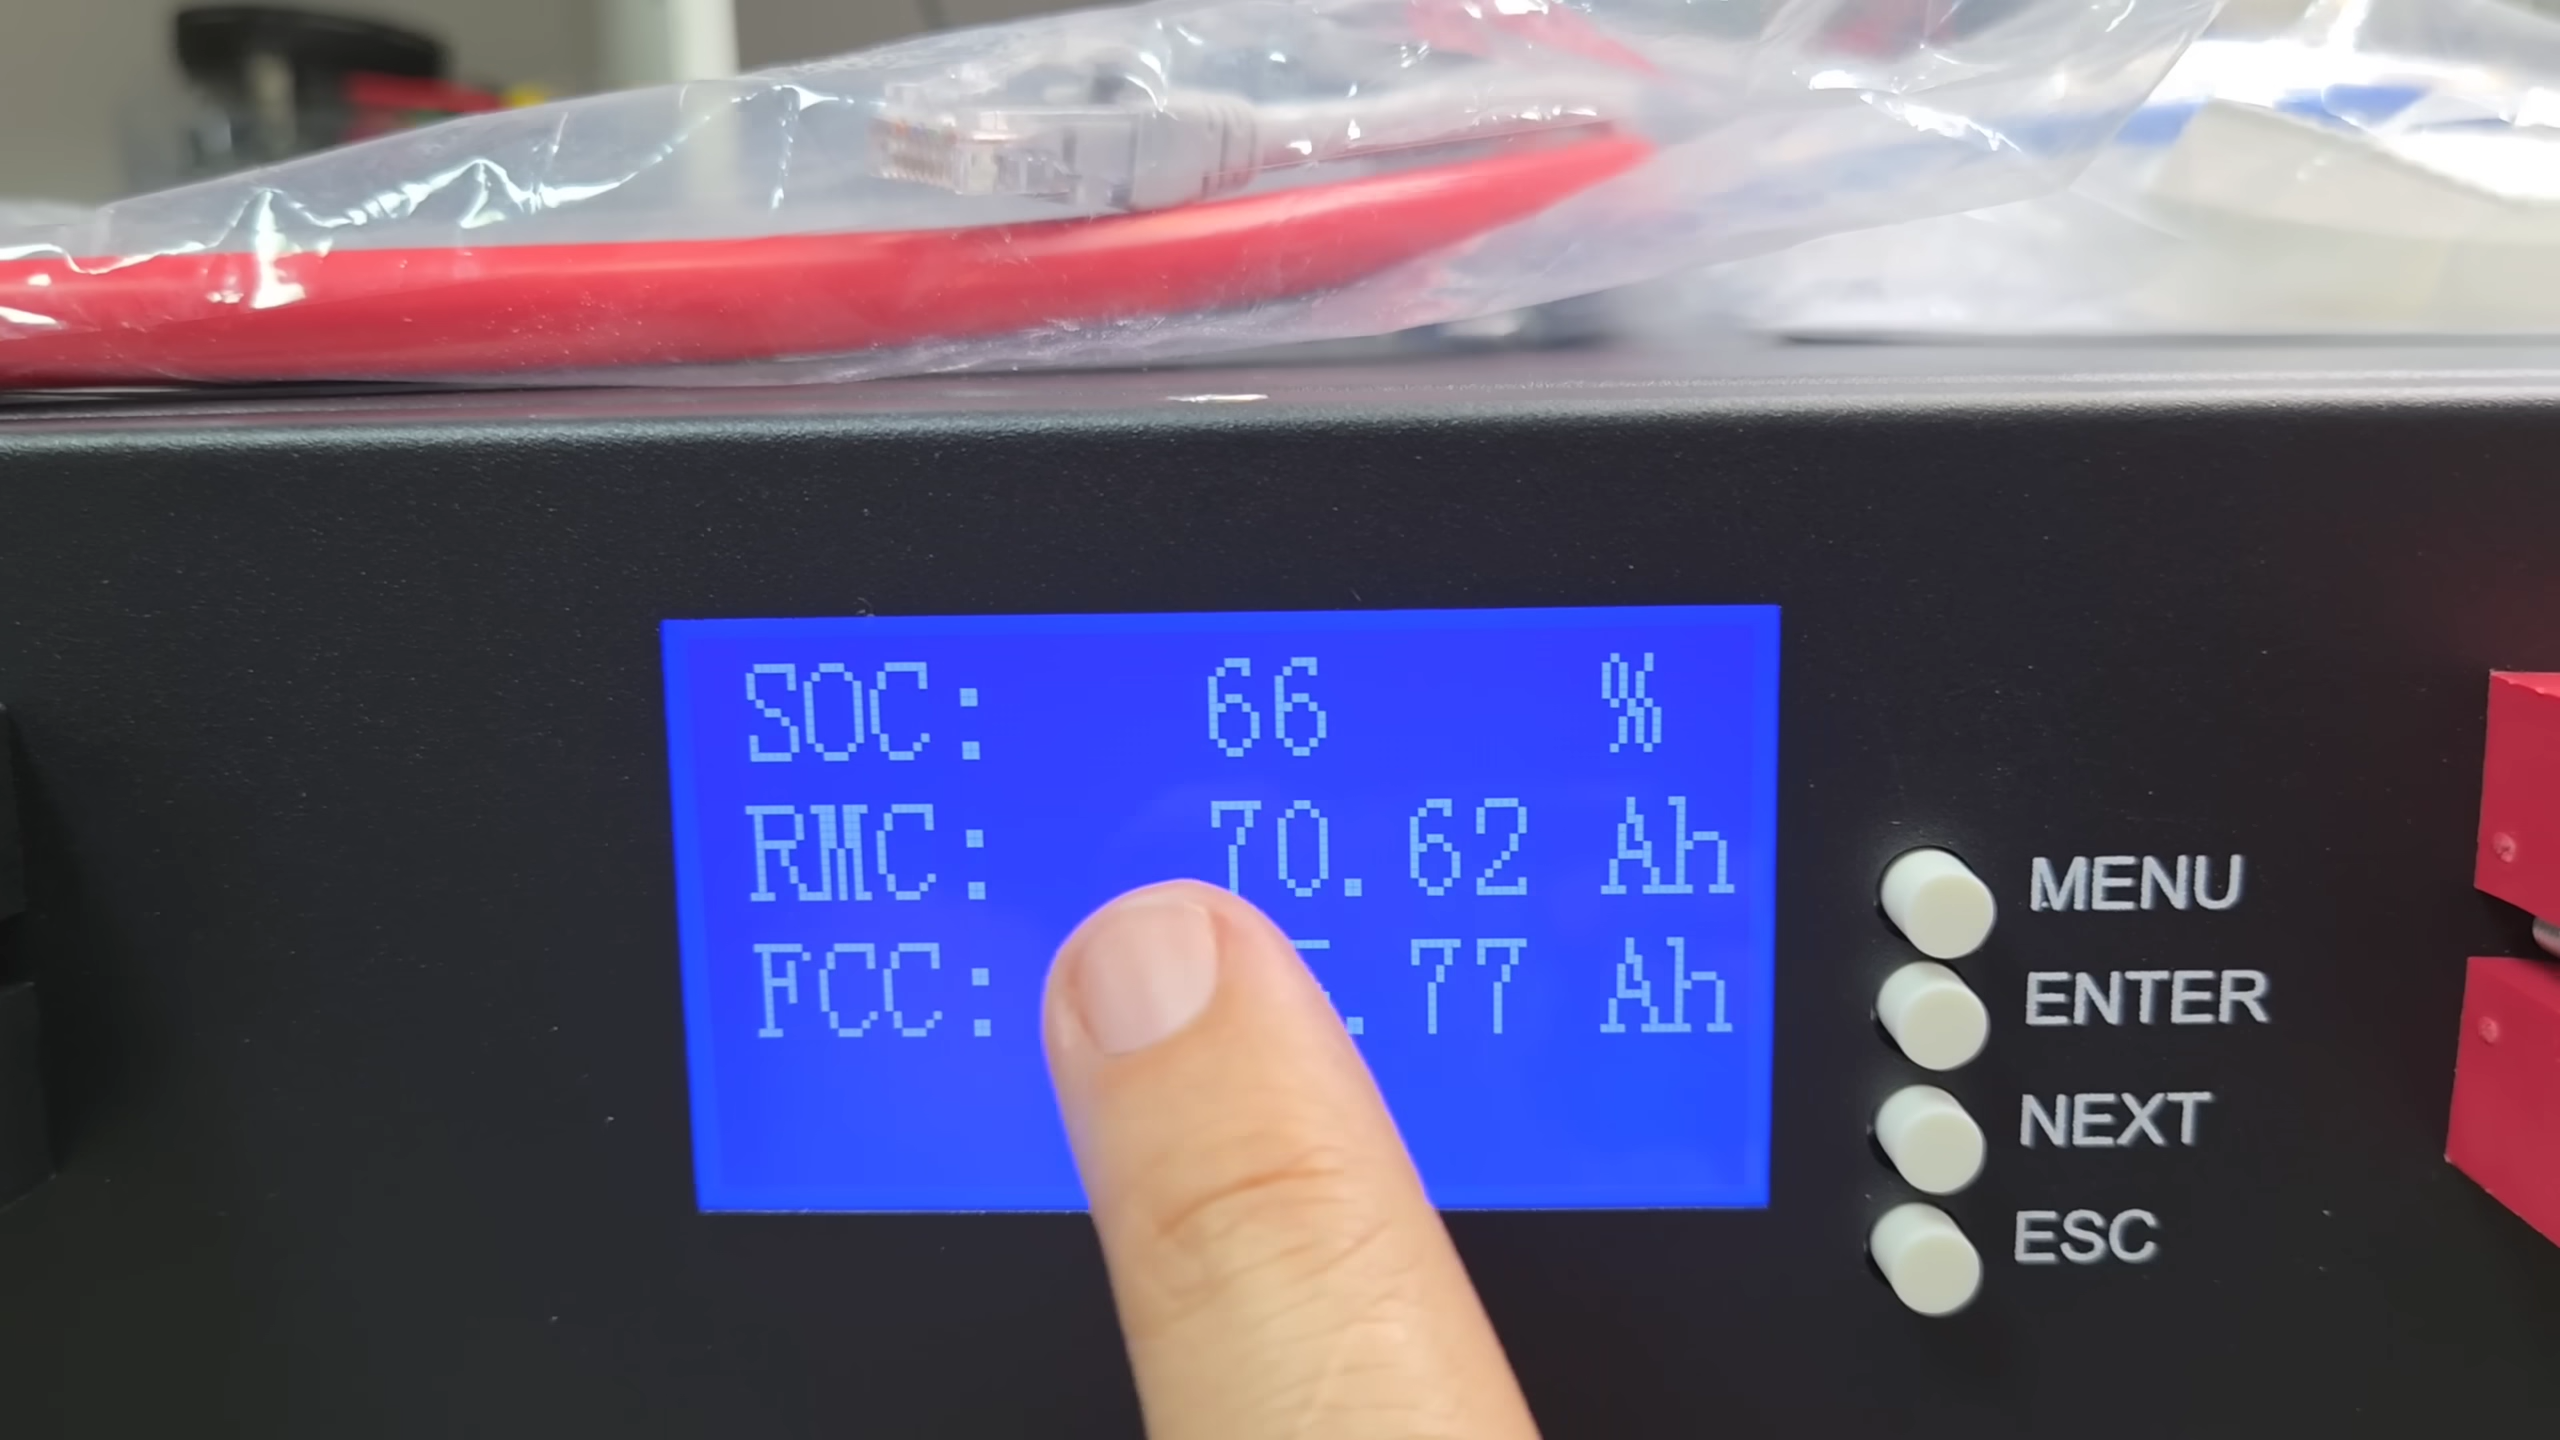 SOC: 66 %
RMC: 70.62 Ah
FCC: .77 Ah
MENU
ENTER
NEXT
ESC